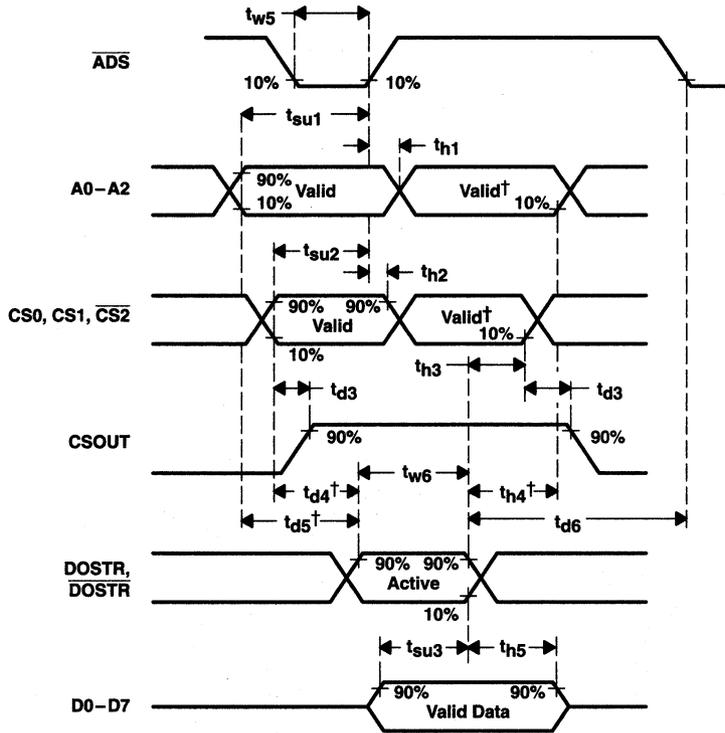 tw5
ADS
10%
10%
tsu1
th1
A0–A2
90%
Valid
10%
Valid†
10%
tsu2
th2
CS0, CS1, CS2
90%
90%
Valid
10%
Valid†
10%
th3
td3
td3
CSOUT
90%
90%
tw6
td4†
th4†
td5†
td6
DOSTR,
DOSTR
90%
90%
Active
10%
tsu3
th5
D0–D7
90%
90%
Valid Data